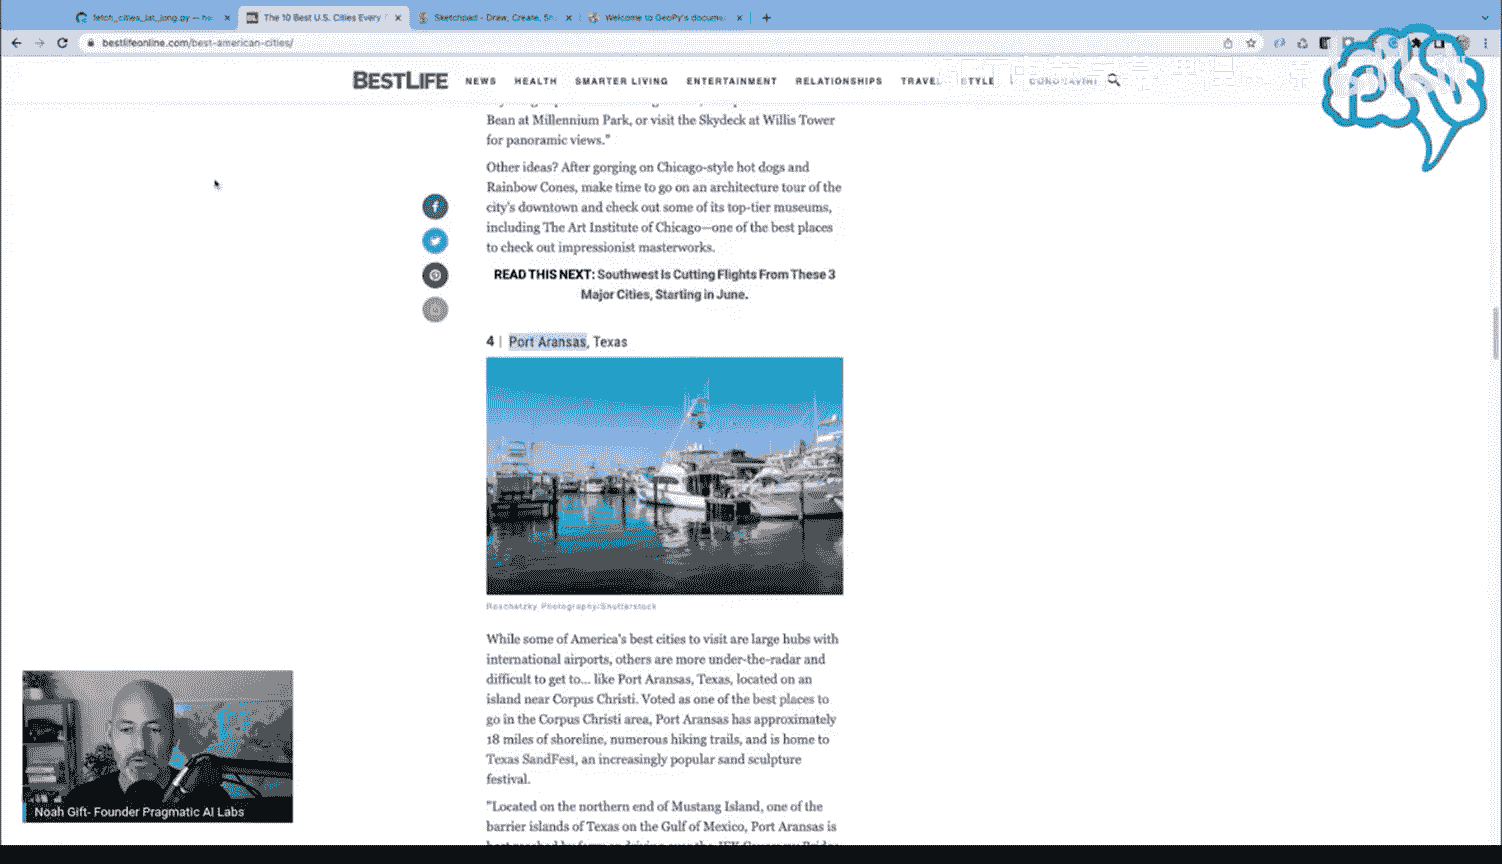 fetch_cities_lat_long.py — h
The 10 Best U.S. Cities Every
Sketchpad - Draw, Create, Sh
Welcome to GeoPy's docume
bestlifeonline.com/best-american-cities/
BESTLIFE
NEWS HEALTH SMARTER LIVING ENTERTAINMENT RELATIONSHIPS TRAVEL STYLE
Bean at Millennium Park, or visit the Skydeck at Willis Tower
for panoramic views."
Other ideas? After gorging on Chicago-style hot dogs and
Rainbow Cones, make time to go on an architecture tour of the
city's downtown and check out some of its top-tier museums,
including The Art Institute of Chicago—one of the best places
to check out impressionist masterworks.
READ THIS NEXT: Southwest Is Cutting Flights From These 3
Major Cities, Starting in June.
4 | Port Aransas, Texas
Roschetzky Photography/Shutterstock
While some of America's best cities to visit are large hubs with
international airports, others are more under-the-radar and
difficult to get to... like Port Aransas, Texas, located on an
island near Corpus Christi. Voted as one of the best places to
go in the Corpus Christi area, Port Aransas has approximately
18 miles of shoreline, numerous hiking trails, and is home to
Texas SandFest, an increasingly popular sand sculpture
festival.
"Located on the northern end of Mustang Island, one of the
barrier islands of Texas on the Gulf of Mexico, Port Aransas is
Noah Gift- Founder Pragmatic AI Labs